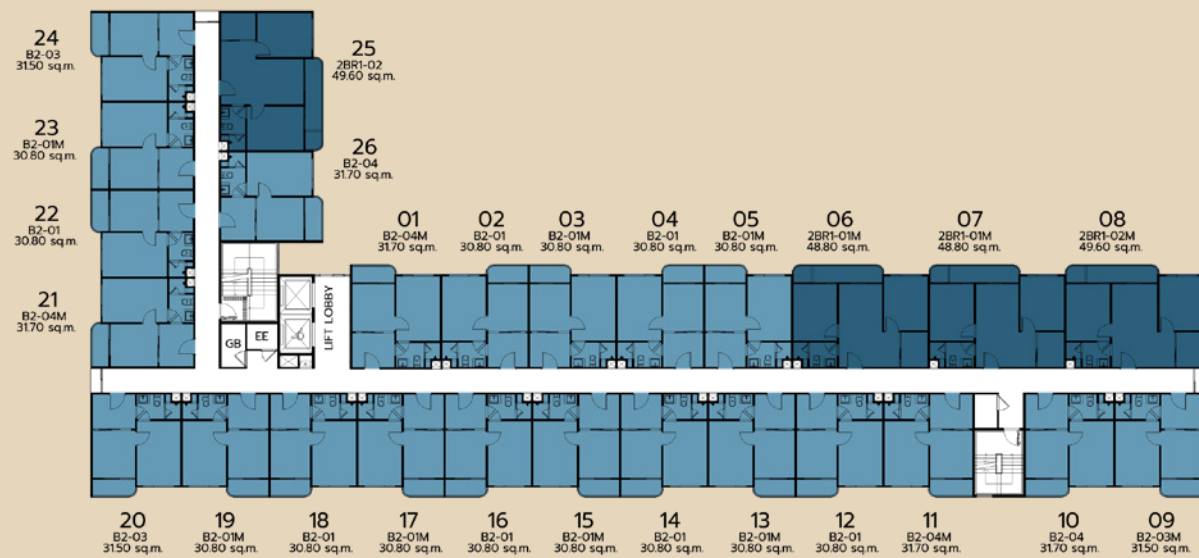 24
B2-03
31.50 sq.m.
25
2BR1-02
49.60 sq.m.
23
B2-01M
30.80 sq.m.
26
B2-04
31.70 sq.m.
22
B2-01
30.80 sq.m.
21
B2-04M
31.70 sq.m.
01
B2-04M
31.70 sq.m.
02
B2-01
30.80 sq.m.
03
B2-01M
30.80 sq.m.
04
B2-01
30.80 sq.m.
05
B2-01M
30.80 sq.m.
06
2BR1-01M
48.80 sq.m.
07
2BR1-01M
48.80 sq.m.
08
2BR1-02M
49.60 sq.m.
GB
EE
LIFT LOBBY
20
B2-03
31.50 sq.m.
19
B2-01M
30.80 sq.m.
18
B2-01
30.80 sq.m.
17
B2-01M
30.80 sq.m.
16
B2-01
30.80 sq.m.
15
B2-01M
30.80 sq.m.
14
B2-01
30.80 sq.m.
13
B2-01M
30.80 sq.m.
12
B2-01
30.80 sq.m.
11
B2-04M
31.70 sq.m.
10
B2-04
31.70 sq.m.
09
B2-03M
31.50 sq.m.